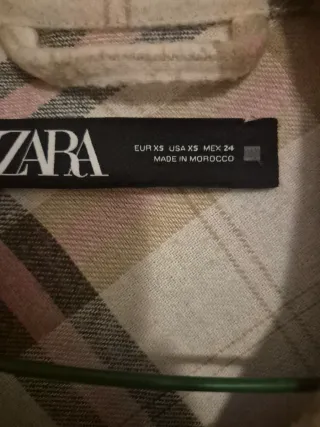 ZARA
EUR XS USA XS MEX 24
MADE IN MOROCCO